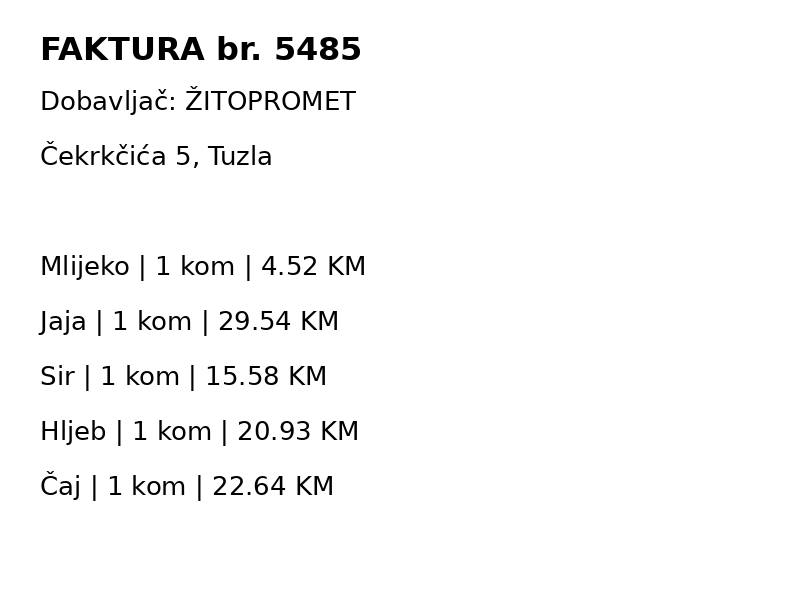 FAKTURA br. 5485
Dobavljač: ŽITOPROMET
Čekrkčića 5, Tuzla
Mlijeko | 1 kom | 4.52 KM
Jaja | 1 kom | 29.54 KM
Sir | 1 kom | 15.58 KM
Hljeb | 1 kom | 20.93 KM
Čaj | 1 kom | 22.64 KM